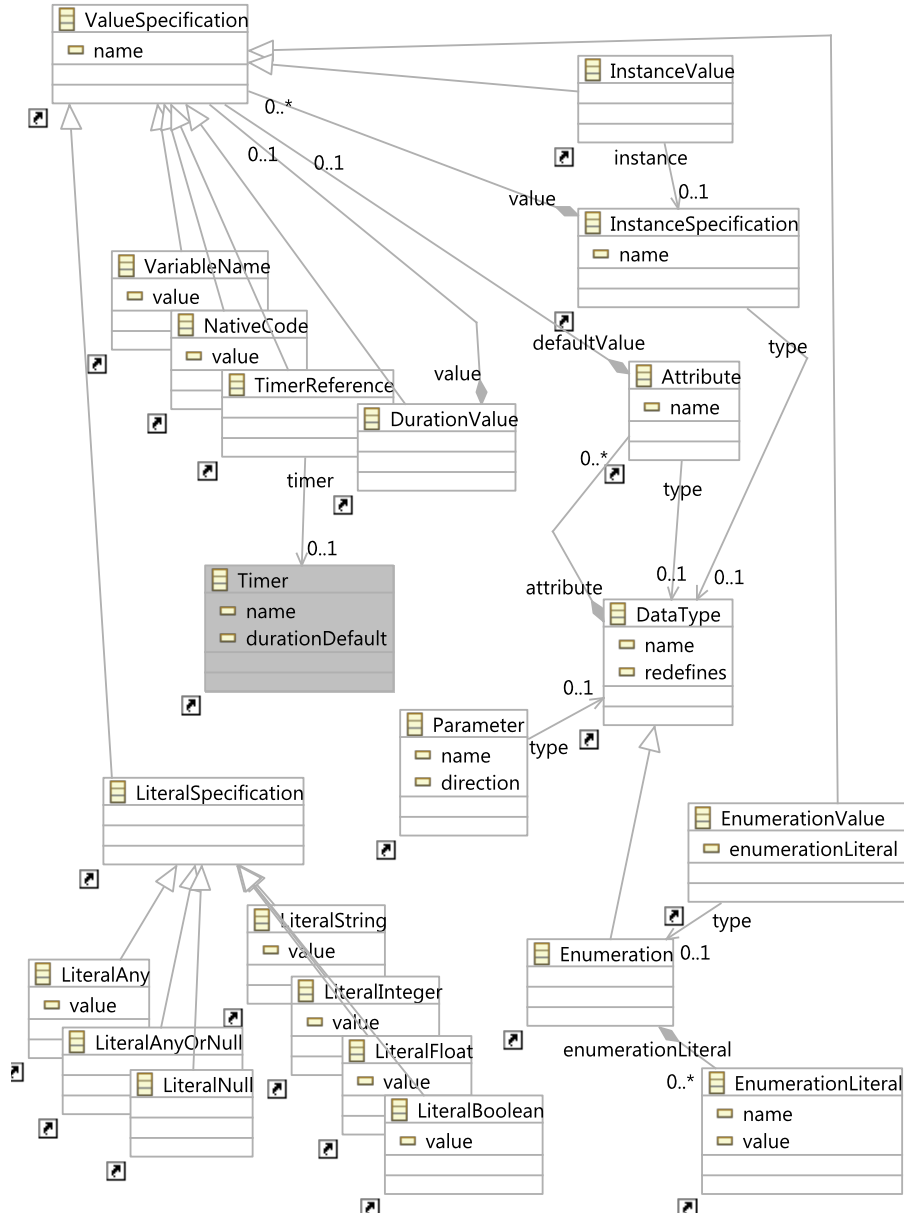 ValueSpecification
name
InstanceValue
0..*
instance
0..1
0..1
0..1
value
InstanceSpecification
name
VariableName
value
NativeCode
value
defaultValue
type
TimerReference
value
Attribute
name
DurationValue
0..*
timer
type
0..1
Timer
name
durationDefault
0..1
0..1
attribute
DataType
name
redefines
0..1
Parameter
name
direction
type
LiteralSpecification
EnumerationValue
enumerationLiteral
type
LiteralString
value
Enumeration
0..1
LiteralAny
value
LiteralInteger
value
LiteralAnyOrNull
LiteralFloat
value
enumerationLiteral
LiteralNull
0..*
EnumerationLiteral
name
value
LiteralBoolean
value